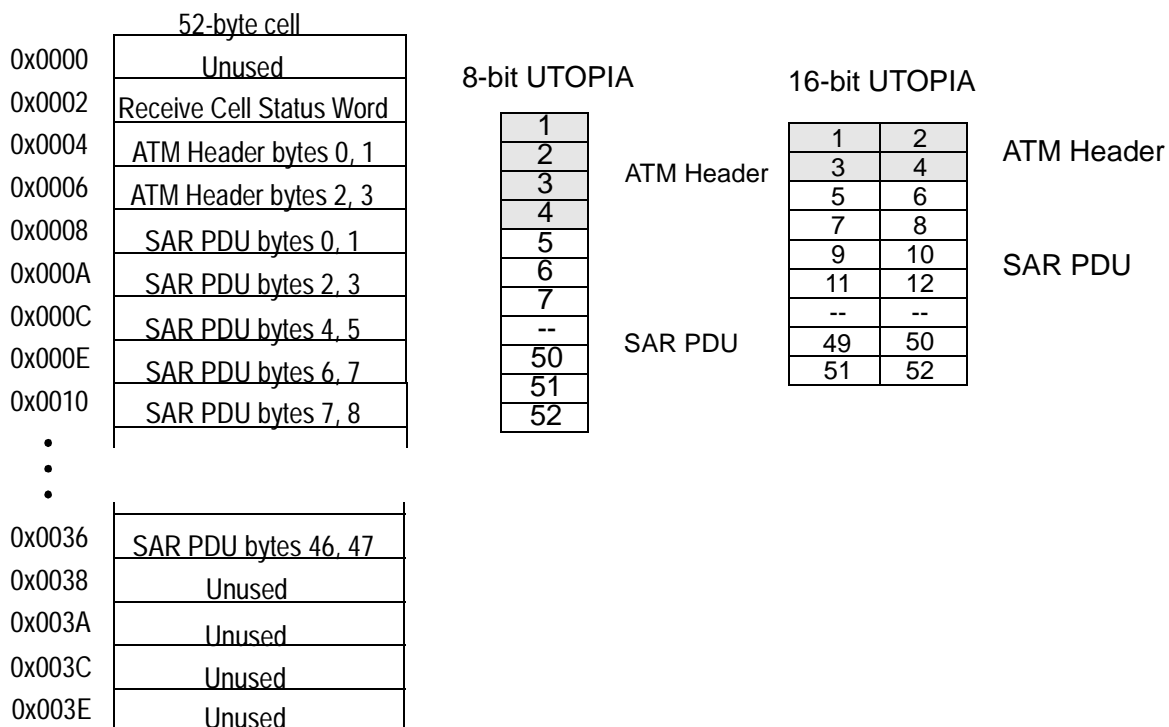 52-byte cell
0x0000 Unused
0x0002 Receive Cell Status Word
0x0004 ATM Header bytes 0, 1
0x0006 ATM Header bytes 2, 3
0x0008 SAR PDU bytes 0, 1
0x000A SAR PDU bytes 2, 3
0x000C SAR PDU bytes 4, 5
0x000E SAR PDU bytes 6, 7
0x0010 SAR PDU bytes 7, 8
•
•
•
0x0036 SAR PDU bytes 46, 47
0x0038 Unused
0x003A Unused
0x003C Unused
0x003E Unused
8-bit UTOPIA
1
2
3
4
5
6
7
--
50
51
52
ATM Header
SAR PDU
16-bit UTOPIA
1 2
3 4
5 6
7 8
9 10
11 12
-- --
49 50
51 52
ATM Header
SAR PDU